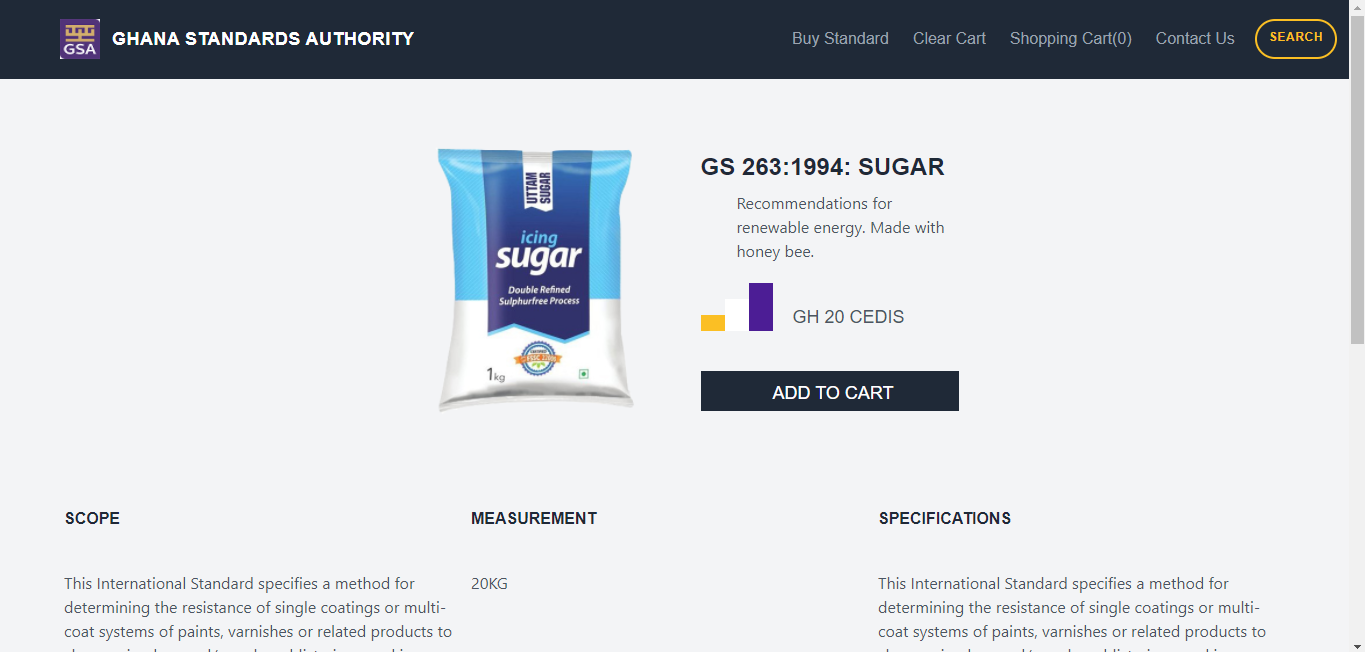 GSA
GHANA STANDARDS AUTHORITY
Buy Standard
Clear Cart
Shopping Cart(0)
Contact Us
SEARCH
UTTAM
SUGAR
icing
sugar
Double Refined
Sulphurfree Process
1kg
GS 263:1994: SUGAR
Recommendations for
renewable energy. Made with
honey bee.
GH 20 CEDIS
ADD TO CART
SCOPE
This International Standard specifies a method for
determining the resistance of single coatings or multi-
coat systems of paints, varnishes or related products to
MEASUREMENT
20KG
SPECIFICATIONS
This International Standard specifies a method for
determining the resistance of single coatings or multi-
coat systems of paints, varnishes or related products to